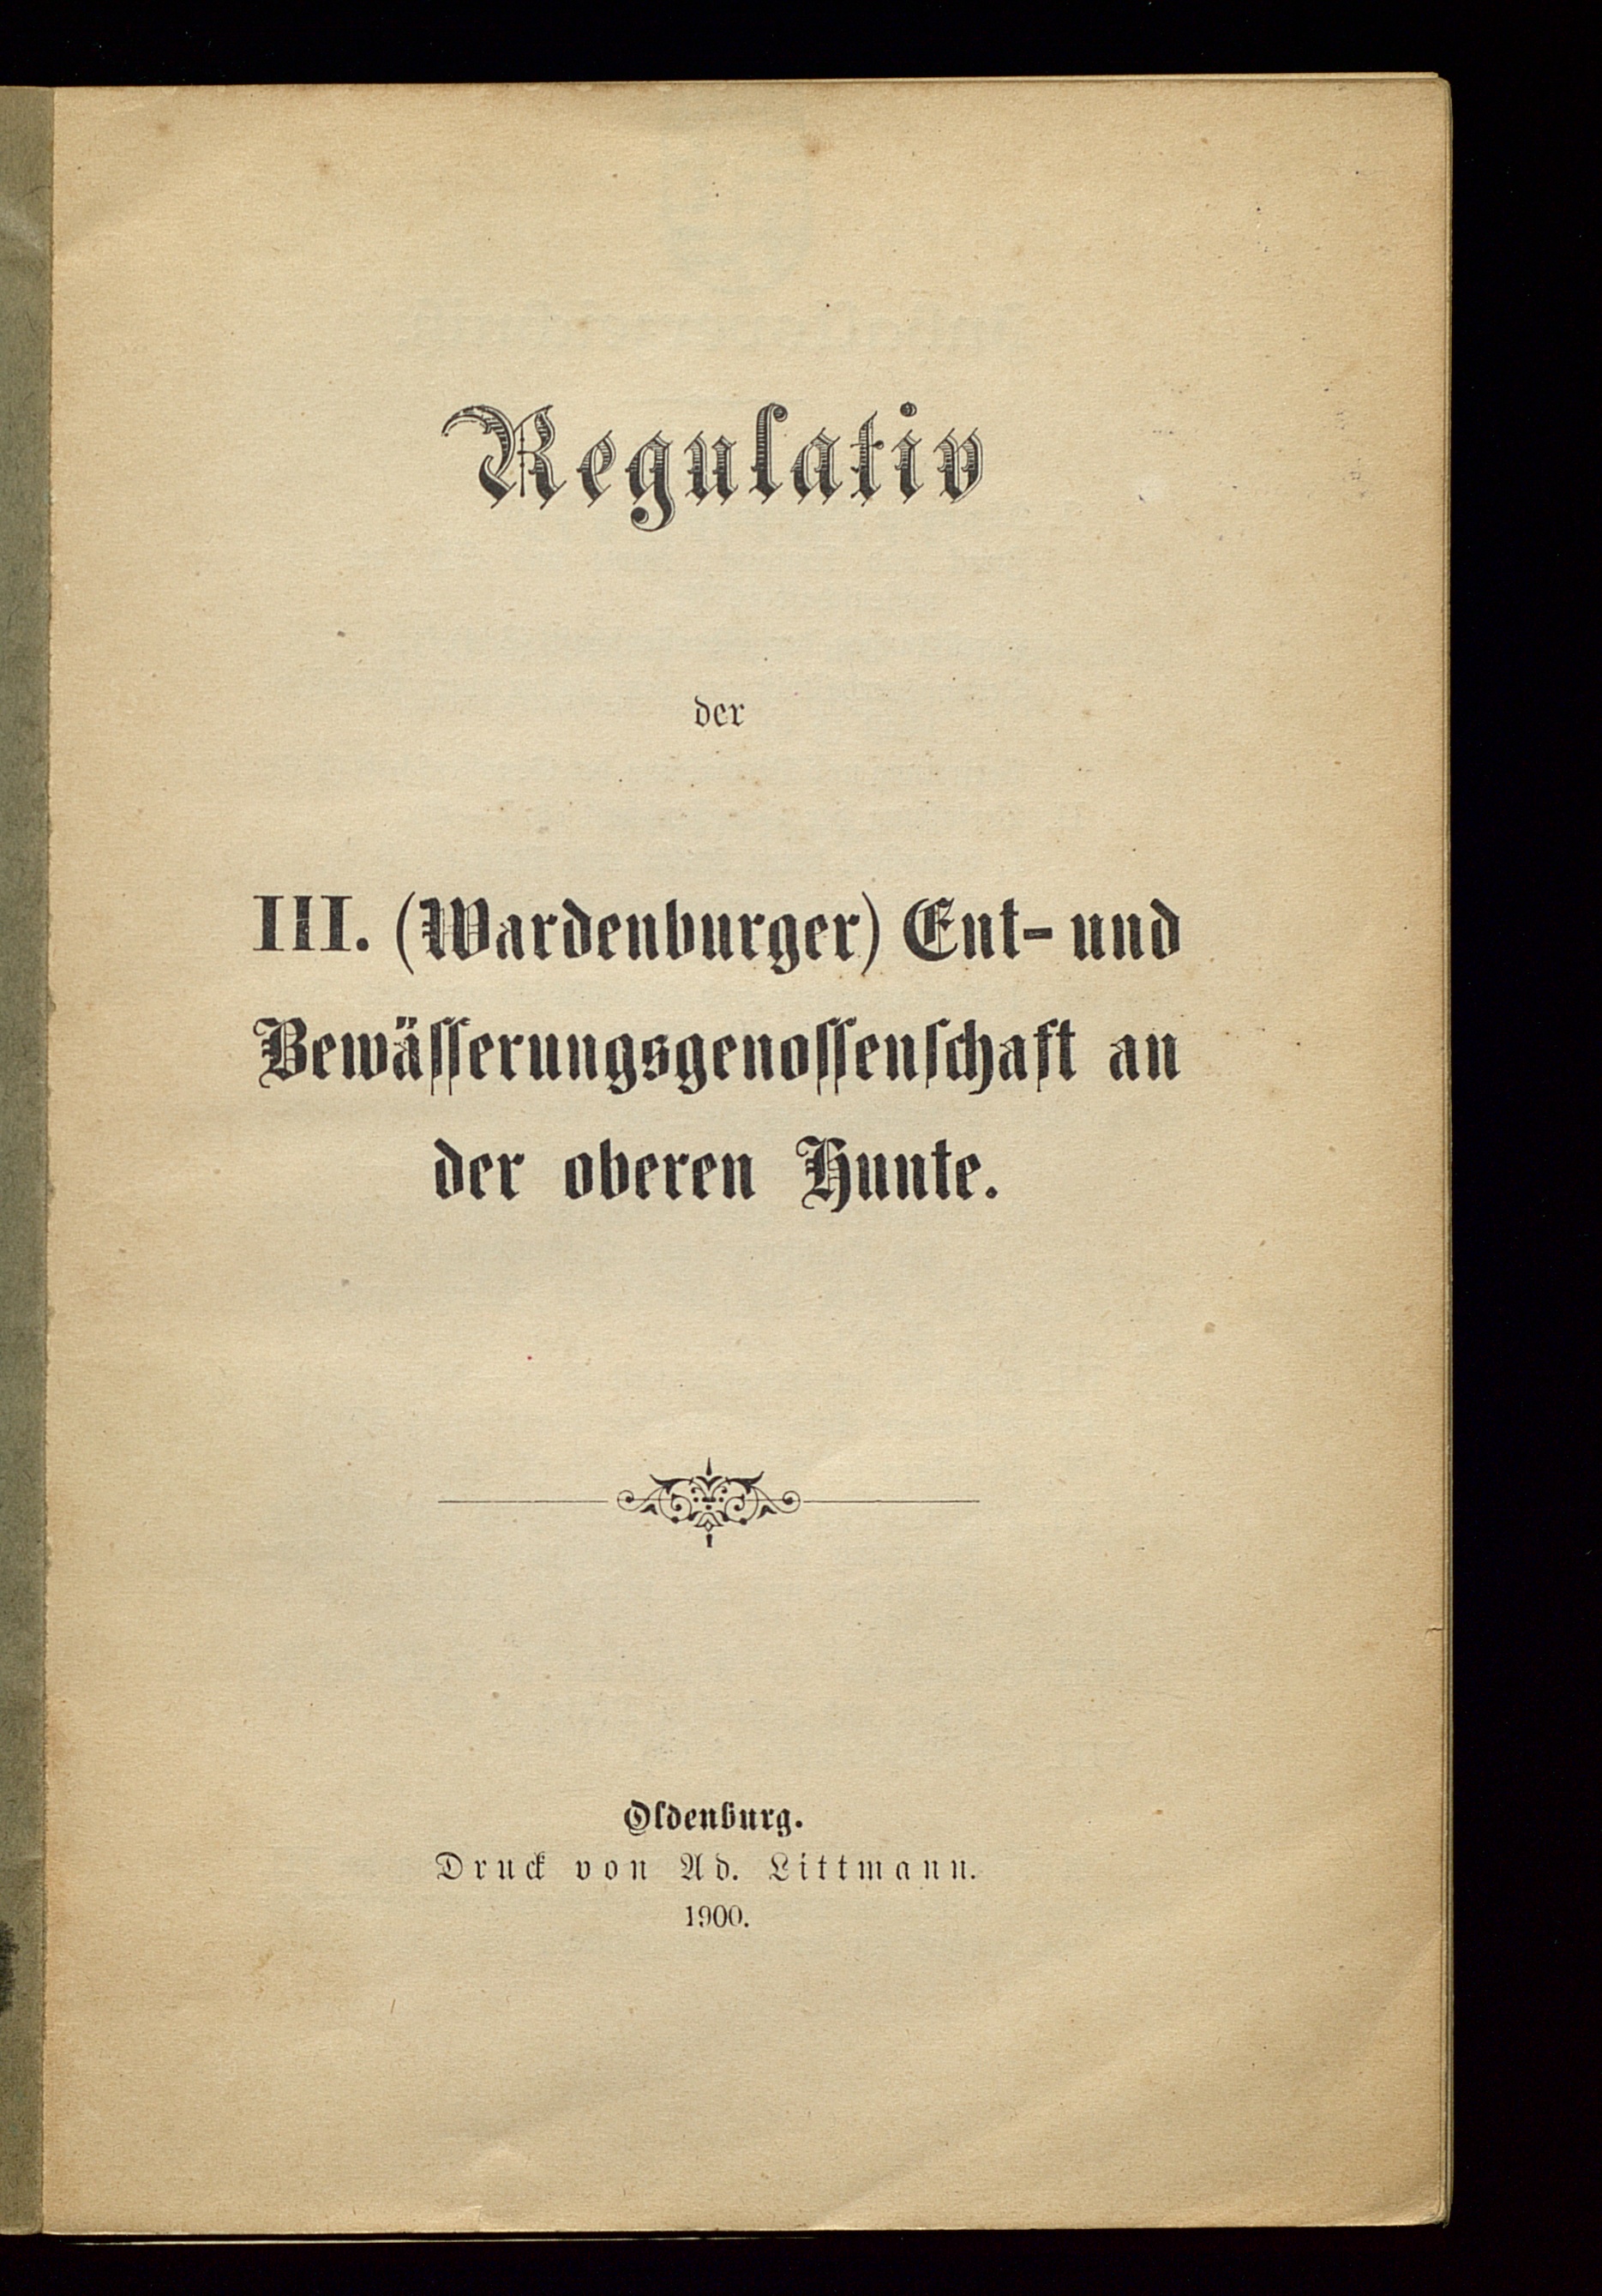 Regulativ
der
III. (Wardenburger) Ent- und
Bewäſſerungsgenoſſenſchaft an
der oberen Hunte.
Oldenburg.
Druck von Ad. Littmann.
1900.